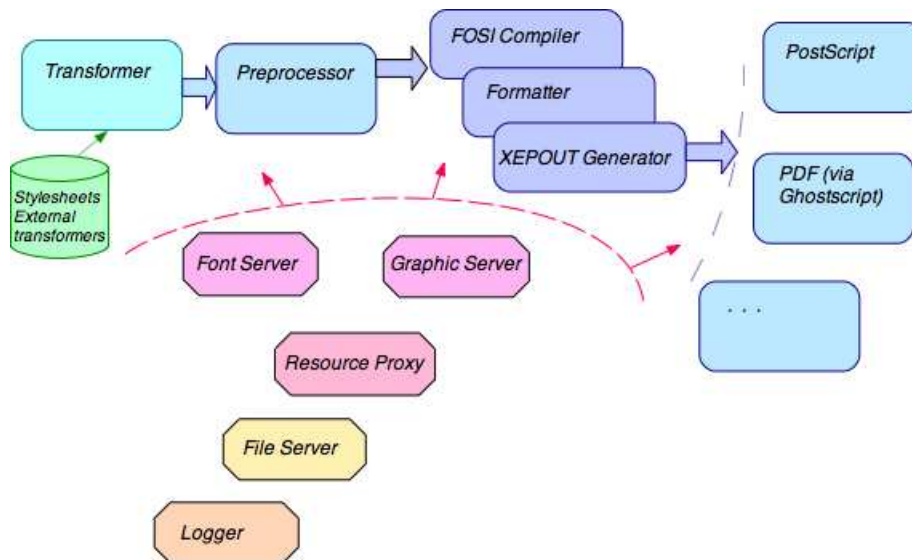 Transformer
Preprocessor
FOSI Compiler
Formatter
XEPOUT Generator
PostScript
PDF (via
Ghostscript)
. . .
Stylesheets
External
transformers
Font Server
Graphic Server
Resource Proxy
File Server
Logger